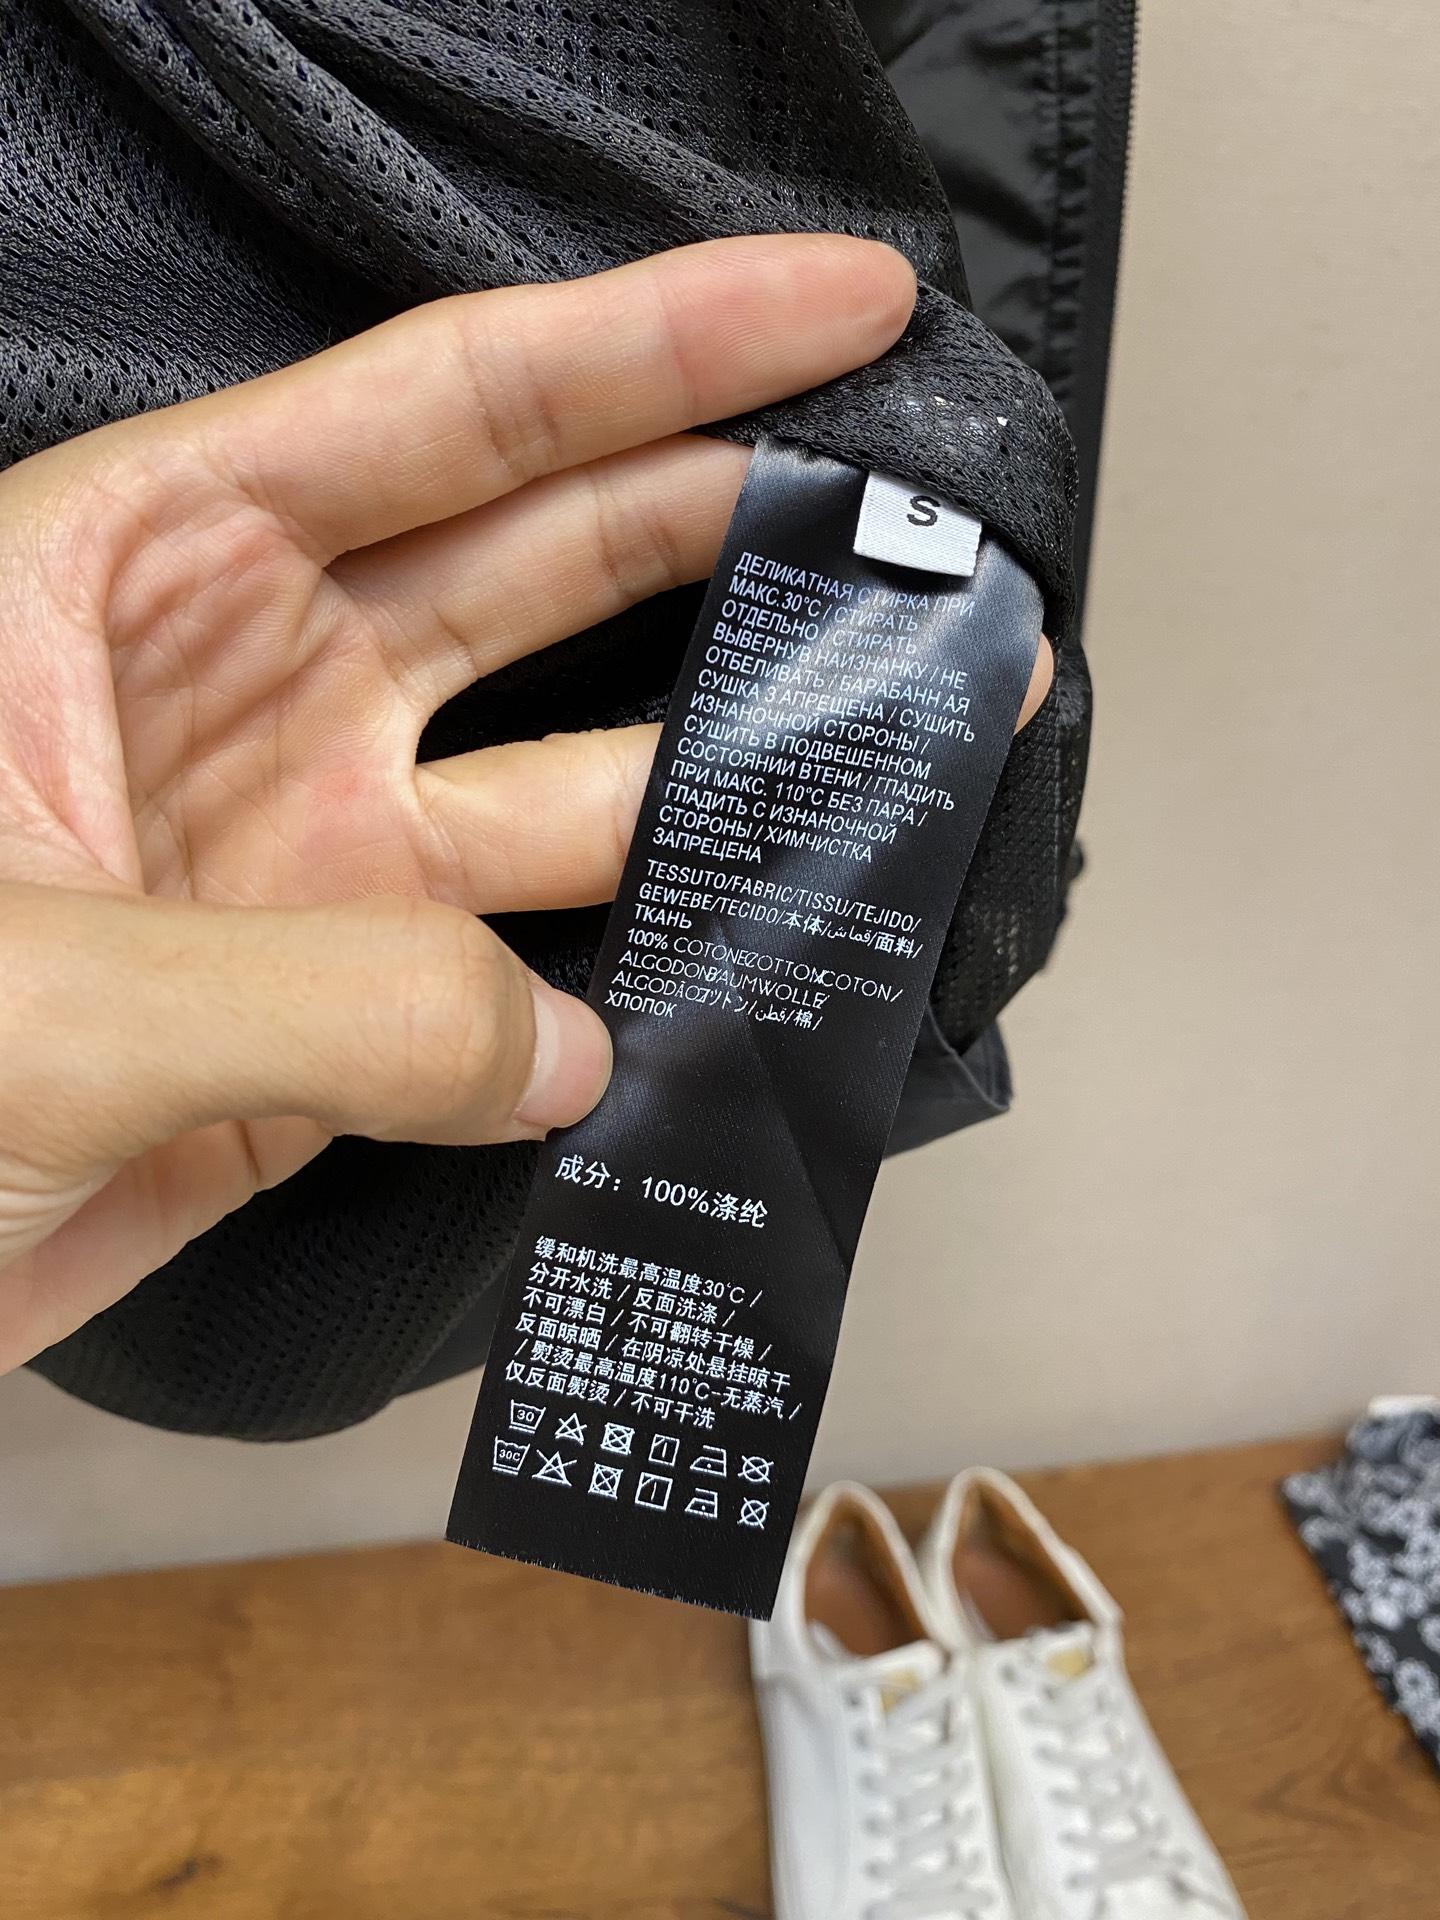 S
ДЕЛИКАТНАЯ СТИРКА ПРИ
МАКС.30°C / СТИРАТЬ
ОТДЕЛЬНО / СТИРАТЬ
ВЫВЕРНУВ НАИЗНАНКУ / НЕ
ОТБЕЛИВАТЬ / БАРАБАНН АЯ
СУШКА З АПРЕЩЕНА / СУШИТЬ
ИЗНАНОЧНОЙ СТОРОНЫ /
СУШИТЬ В ПОДВЕШЕННОМ
СОСТОЯНИИ ВТЕНИ / ГЛАДИТЬ
ПРИ МАКС. 110°C БЕЗ ПАРА /
ГЛАДИТЬ С ИЗНАНОЧНОЙ
СТОРОНЫ / ХИМЧИСТКА
ЗАПРЕЦЕНА
TESSUTO/FABRIC/TISSU/TEJIDO/
GEWEBE/TECIDO/本体/قماش/面料/
ТКАНЬ
100% COTONE/COTTON/COTON/
ALGODON/BAUMWOLLE/
ALGODÃO/コットン/قطن/棉/
ХЛОПОК
成分：100%涤纶
缓和机洗最高温度30°C /
分开水洗 / 反面洗涤 /
不可漂白 / 不可翻转干燥 /
反面晾晒 / 在阴凉处悬挂晾干
/ 熨烫最高温度110°C-无蒸汽 /
仅反面熨烫 / 不可干洗
30
30C